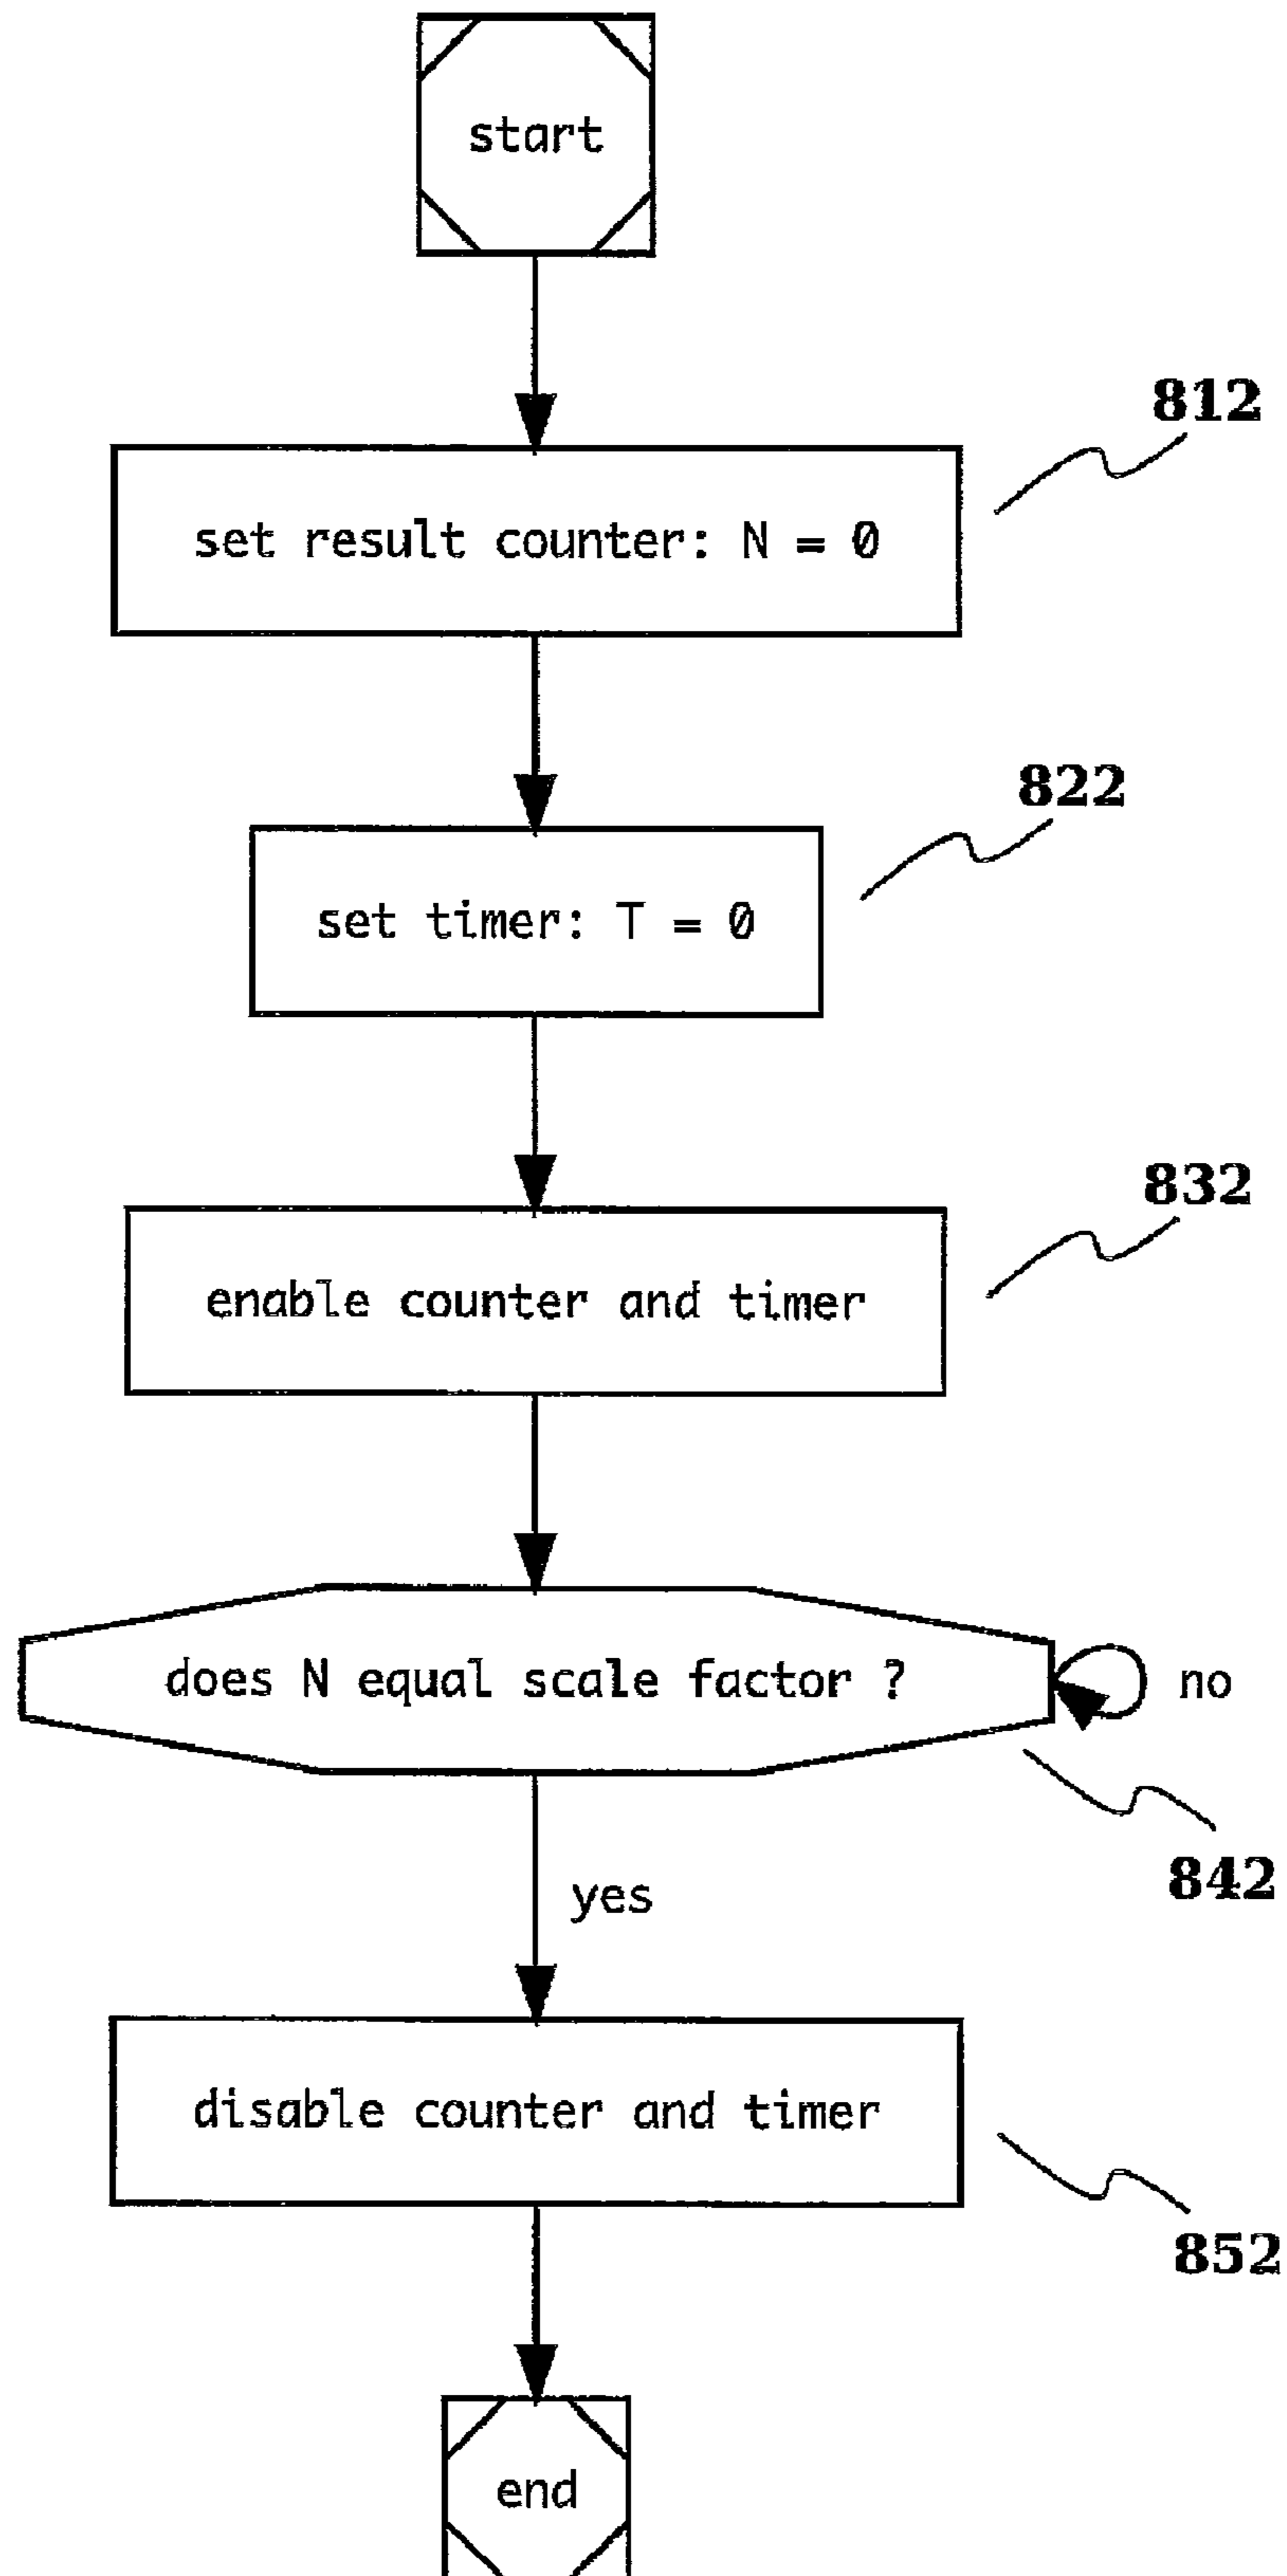 start
812
set result counter: N = 0
822
set timer: T = 0
832
enable counter and timer
does N equal scale factor ?
no
842
yes
disable counter and timer
852
end